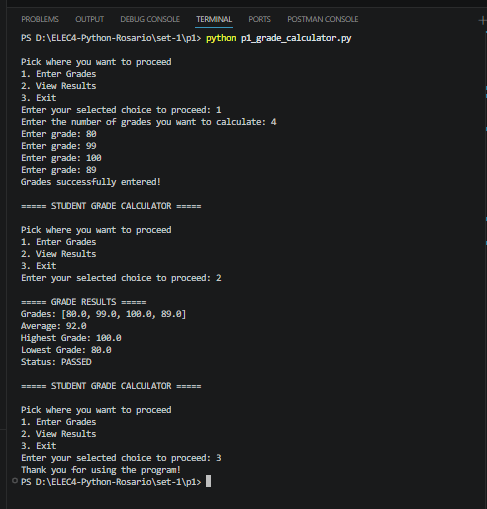 PROBLEMS OUTPUT DEBUG CONSOLE TERMINAL PORTS POSTMAN CONSOLE
PS D:\ELEC4-Python-Rosario\set-1\p1> python p1_grade_calculator.py
Pick where you want to proceed
1. Enter Grades
2. View Results
3. Exit
Enter your selected choice to proceed: 1
Enter the number of grades you want to calculate: 4
Enter grade: 80
Enter grade: 99
Enter grade: 100
Enter grade: 89
Grades successfully entered!
===== STUDENT GRADE CALCULATOR =====
Pick where you want to proceed
1. Enter Grades
2. View Results
3. Exit
Enter your selected choice to proceed: 2
===== GRADE RESULTS =====
Grades: [80.0, 99.0, 100.0, 89.0]
Average: 92.0
Highest Grade: 100.0
Lowest Grade: 80.0
Status: PASSED
===== STUDENT GRADE CALCULATOR =====
Pick where you want to proceed
1. Enter Grades
2. View Results
3. Exit
Enter your selected choice to proceed: 3
Thank you for using the program!
PS D:\ELEC4-Python-Rosario\set-1\p1>